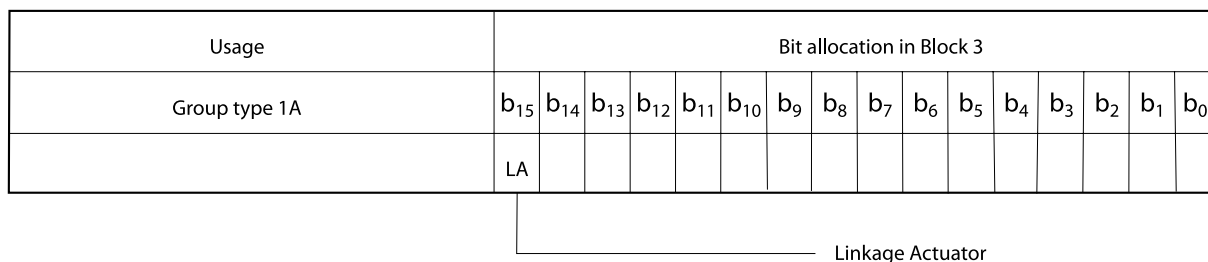 Usage Bit allocation in Block 3
Group type 1A b₁₅ b₁₄ b₁₃ b₁₂ b₁₁ b₁₀ b₉ b₈ b₇ b₆ b₅ b₄ b₃ b₂ b₁ b₀
LA
Linkage Actuator